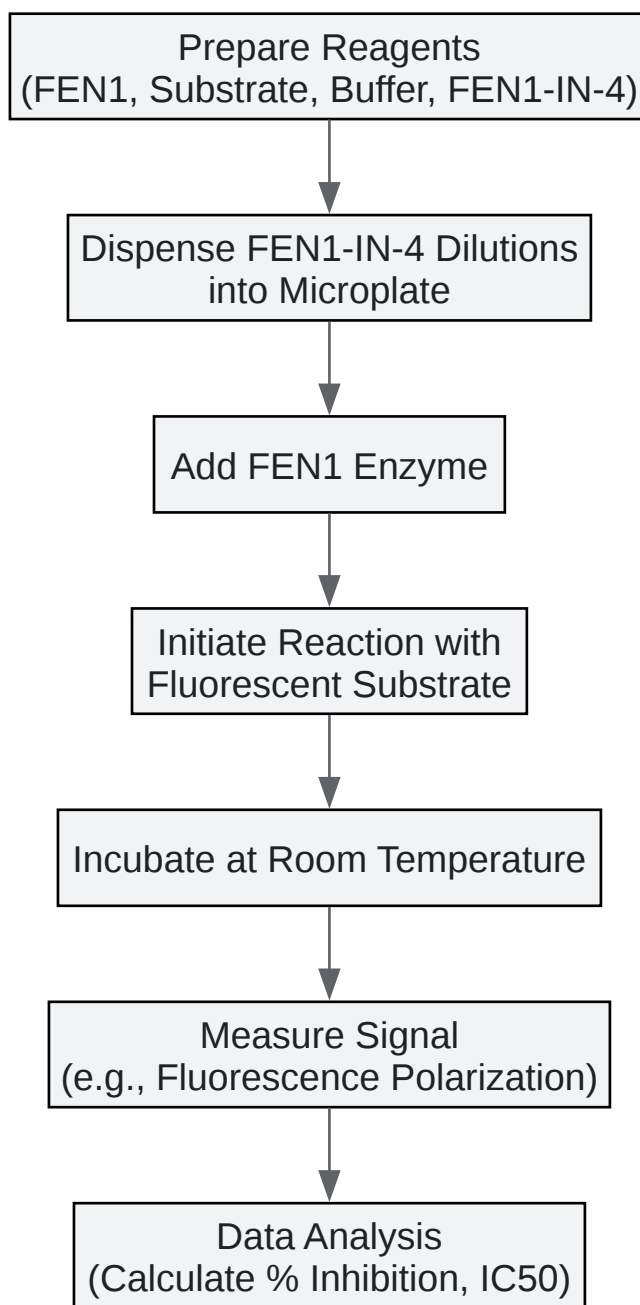 Prepare Reagents
(FEN1, Substrate, Buffer, FEN1-IN-4)
Dispense FEN1-IN-4 Dilutions
into Microplate
Add FEN1 Enzyme
Initiate Reaction with
Fluorescent Substrate
Incubate at Room Temperature
Measure Signal
(e.g., Fluorescence Polarization)
Data Analysis
(Calculate % Inhibition, IC50)